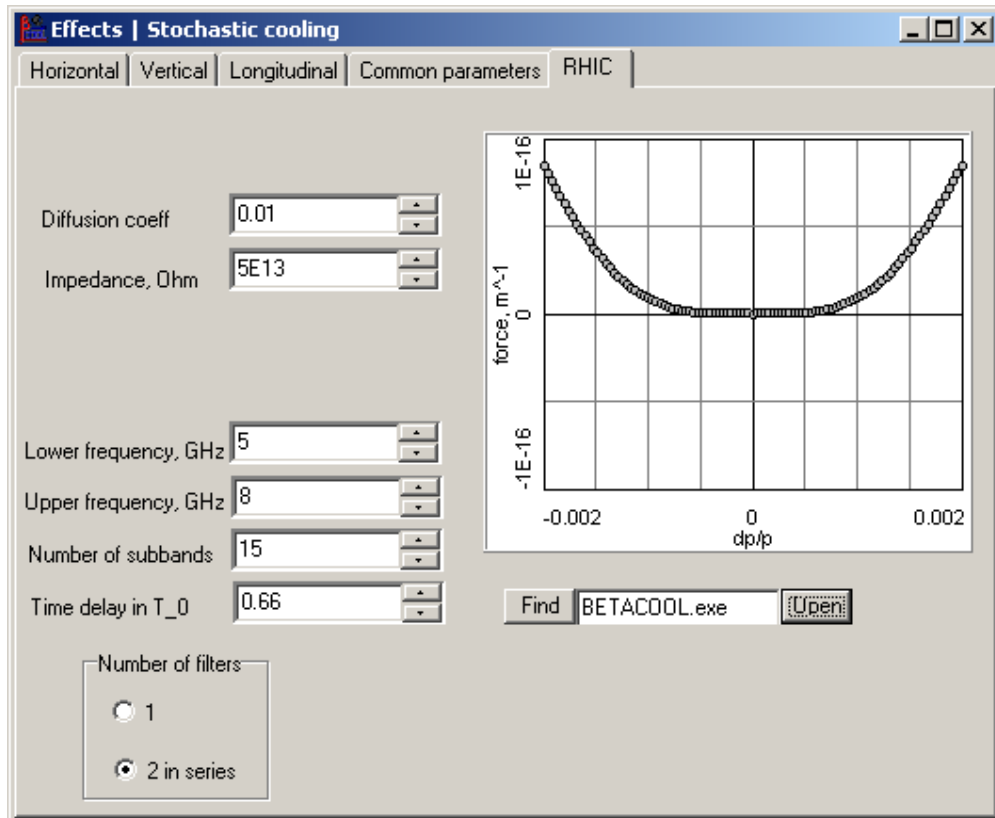 Effects | Stochastic cooling
Horizontal Vertical Longitudinal Common parameters RHIC
Diffusion coeff 0.01
Impedance, Ohm 5E13
Lower frequency, GHz 5
Upper frequency, GHz 8
Number of subbands 15
Time delay in T_0 0.66
Number of filters
1
2 in series
1E-16
0
-1E-16
force, m^-1
-0.002 0 0.002
dp/p
Find BETACOOL.exe Open